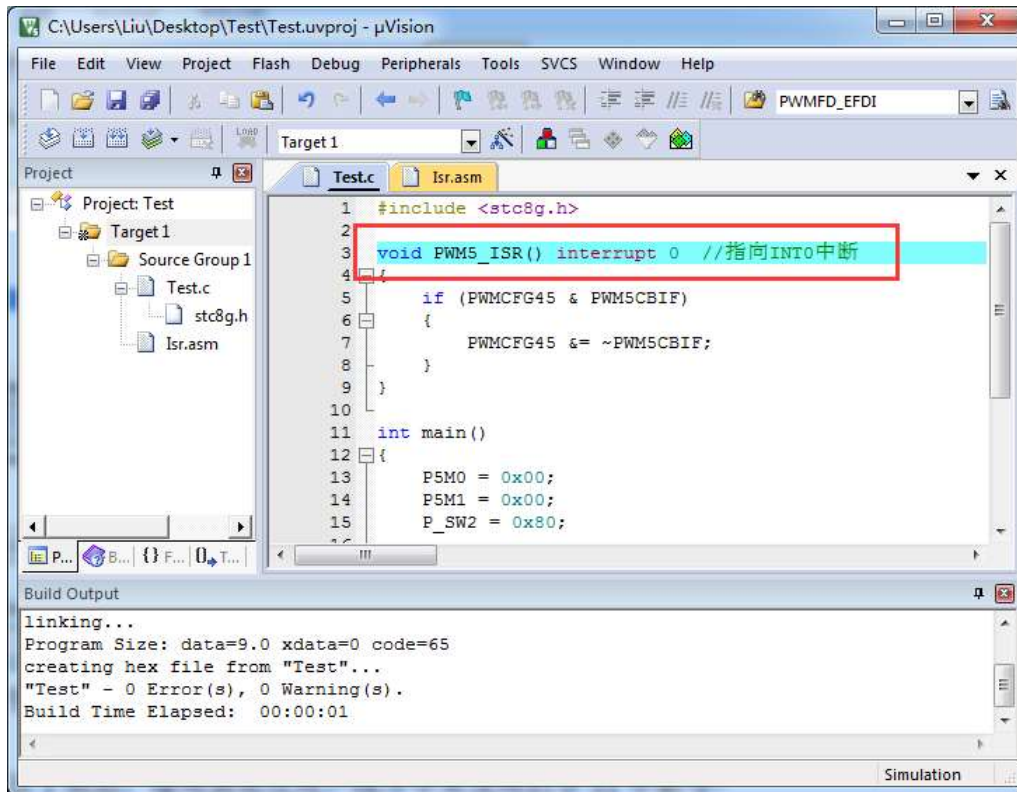 C:\Users\Liu\Desktop\Test\Test.uvproj - µVision
File Edit View Project Flash Debug Peripherals Tools SVCS Window Help
PWMFD_EFDI
LOAD Target 1
Project
Test.c Isr.asm
Project: Test
Target 1
Source Group 1
Test.c
stc8g.h
Isr.asm
1 #include <stc8g.h>
2
3 void PWM5_ISR() interrupt 0 //指向INT0中断
4 {
5 if (PWMCFG45 & PWM5CBIF)
6 {
7 PWMCFG45 &= ~PWM5CBIF;
8 }
9 }
10
11 int main()
12 {
13 P5M0 = 0x00;
14 P5M1 = 0x00;
15 P_SW2 = 0x80;
P... B... {} F... 0 T...
Build Output
linking...
Program Size: data=9.0 xdata=0 code=65
creating hex file from "Test"...
"Test" - 0 Error(s), 0 Warning(s).
Build Time Elapsed: 00:00:01
Simulation